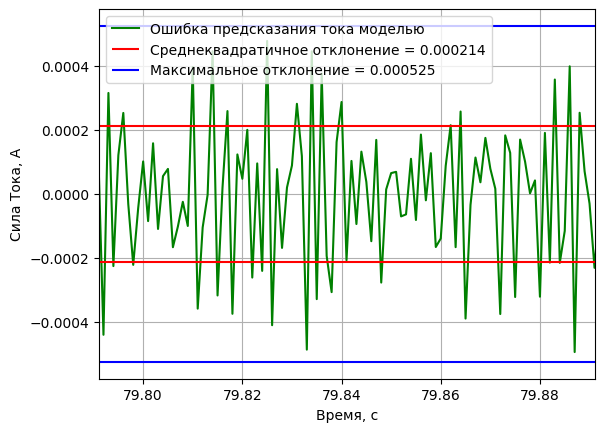 Ошибка предсказания тока моделью
Среднеквадратичное отклонение = 0.000214
Максимальное отклонение = 0.000525
Сила Тока, А
0.0004
0.0002
0.0000
−0.0002
−0.0004
79.80 79.82 79.84 79.86 79.88
Время, с